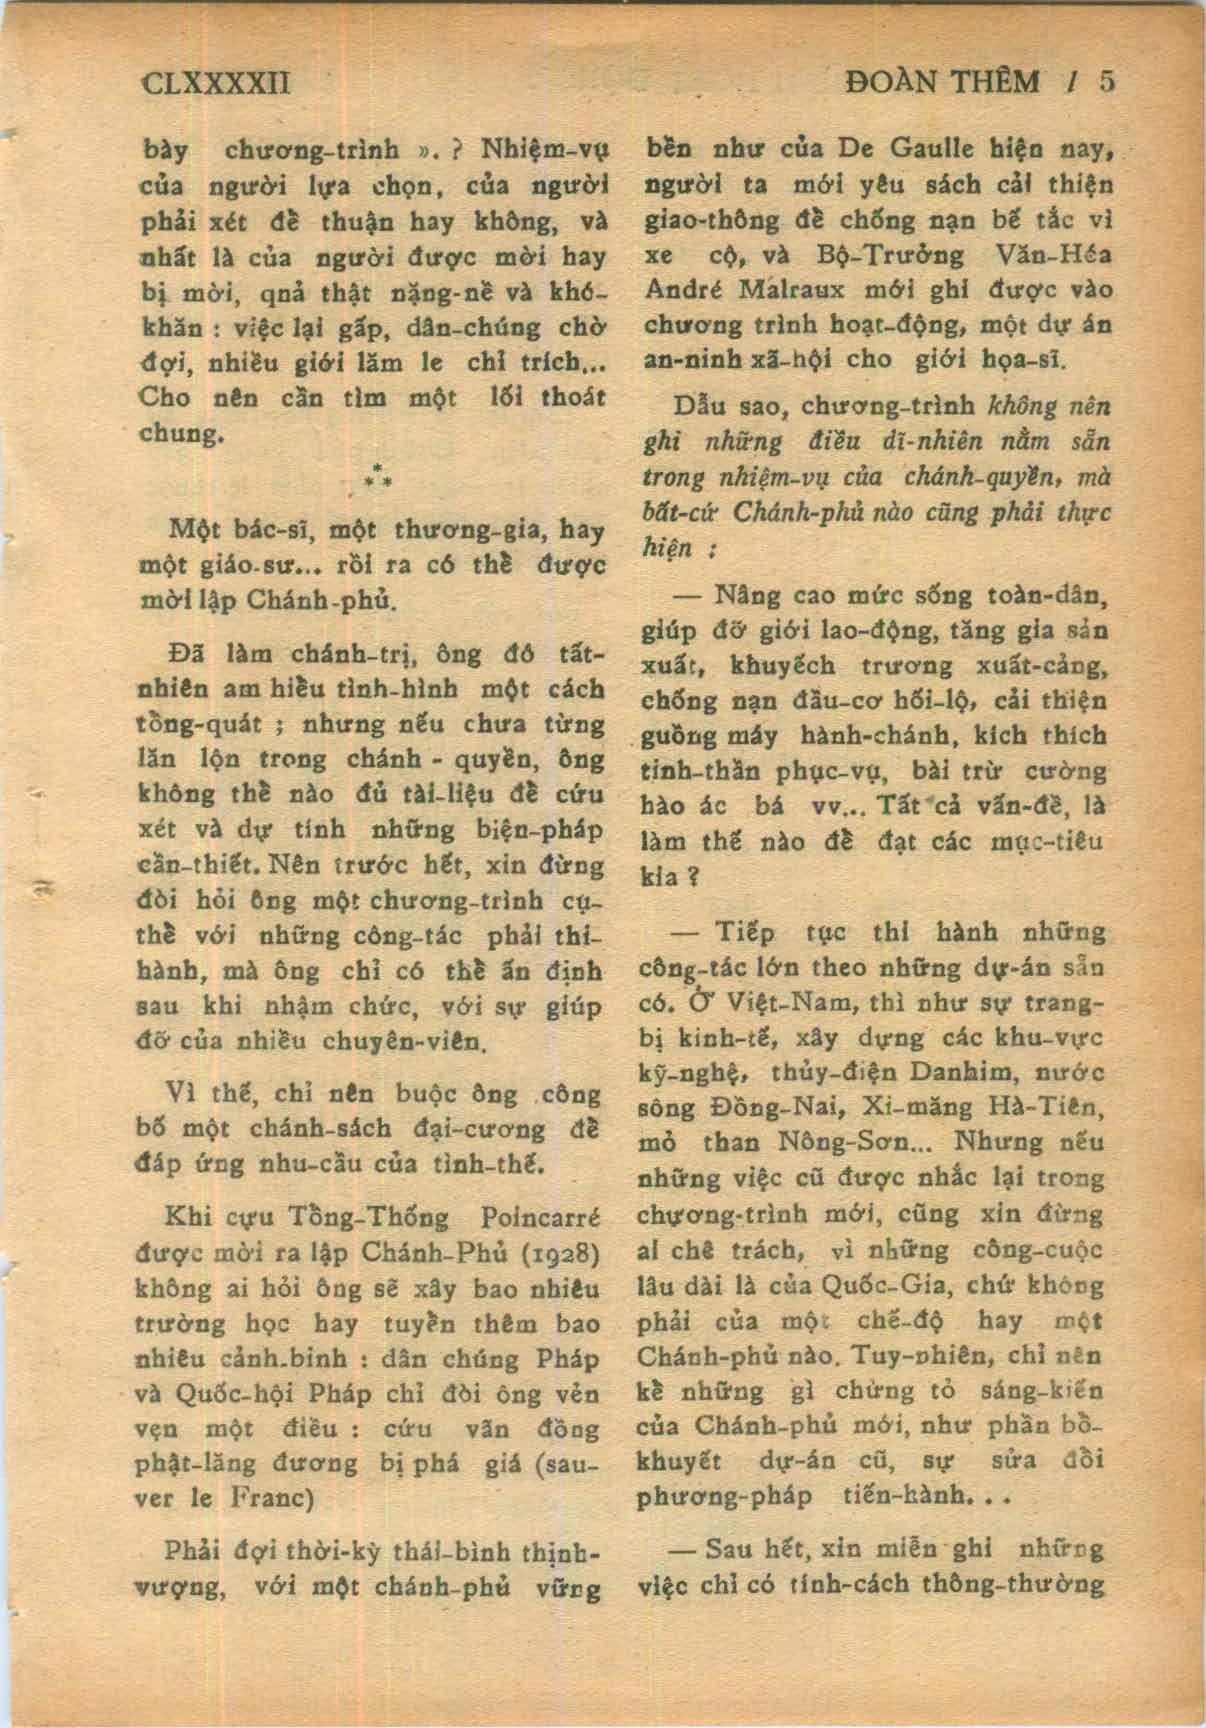 CLXXXXII
ĐOÀN THÊM / 5
bày chương-trình ». ? Nhiệm-vụ
của người lựa chọn, của người
phải xét để thuận hay không, và
nhất là của người được mời hay
bị mời, qnả thật nặng-nề và khó-
khăn : việc lại gấp, dân-chúng chờ
đợi, nhiều giới lăm le chỉ trích...
Cho nên cần tìm một lối thoát
chung.
***
Một bác-sĩ, một thương-gia, hay
một giáo-sư... rồi ra có thể được
mời lập Chánh-phủ.
Đã làm chánh-trị, ông đó tất-
nhiên am hiểu tình-hình một cách
tổng-quát ; nhưng nếu chưa từng
lăn lộn trong chánh - quyền, ông
không thể nào đủ tài-liệu để cứu
xét và dự tính những biện-pháp
cần-thiết. Nên trước hết, xin đừng
đòi hỏi ông một chương-trình cụ-
thể với những công-tác phải thi-
hành, mà ông chỉ có thể ấn định
sau khi nhậm chức, với sự giúp
đỡ của nhiều chuyên-viên.
Vì thế, chỉ nên buộc ông công
bố một chánh-sách đại-cương để
đáp ứng nhu-cầu của tình-thế.
Khi cựu Tổng-Thống Poincarré
được mời ra lập Chánh-Phủ (1928)
không ai hỏi ông sẽ xây bao nhiêu
trường học hay tuyển thêm bao
nhiêu cảnh-binh : dân chúng Pháp
và Quốc-hội Pháp chỉ đòi ông vẻn
vẹn một điều : cứu vãn đồng
phật-lăng đương bị phá giá (sau-
ver le Franc)
Phải đợi thời-kỳ thái-bình thịnh-
vượng, với một chánh-phủ vững
bền như của De Gaulle hiện nay,
người ta mới yêu sách cải thiện
giao-thông để chống nạn bế tắc vì
xe cộ, và Bộ-Trưởng Văn-Hóa
André Malraux mới ghi được vào
chương trình hoạt-động, một dự án
an-ninh xã-hội cho giới họa-sĩ.
Dẫu sao, chương-trình không nên
ghi những điều dĩ-nhiên nằm sẵn
trong nhiệm-vụ của chánh-quyền, mà
bất-cứ Chánh-phủ nào cũng phải thực
hiện :
— Nâng cao mức sống toàn-dân,
giúp đỡ giới lao-động, tăng gia sản
xuất, khuyếch trương xuất-cảng,
chống nạn đầu-cơ hối-lộ, cải thiện
guồng máy hành-chánh, kích thích
tinh-thần phục-vụ, bài trừ cường
hào ác bá vv... Tất cả vấn-đề, là
làm thế nào để đạt các mục-tiêu
kia ?
— Tiếp tục thi hành những
công-tác lớn theo những dự-án sẵn
có. Ở Việt-Nam, thì như sự trang-
bị kinh-tế, xây dựng các khu-vực
kỹ-nghệ, thủy-điện Danhim, nước
sông Đồng-Nai, Xi-măng Hà-Tiên,
mỏ than Nông-Sơn... Nhưng nếu
những việc cũ được nhắc lại trong
chương-trình mới, cũng xin đừng
ai chê trách, vì những công-cuộc
lâu dài là của Quốc-Gia, chứ không
phải của một chế-độ hay một
Chánh-phủ nào. Tuy-nhiên, chỉ nên
kể những gì chứng tỏ sáng-kiến
của Chánh-phủ mới, như phần bổ-
khuyết dự-án cũ, sự sửa đổi
phương-pháp tiến-hành...
— Sau hết, xin miễn ghi những
việc chỉ có tính-cách thông-thường